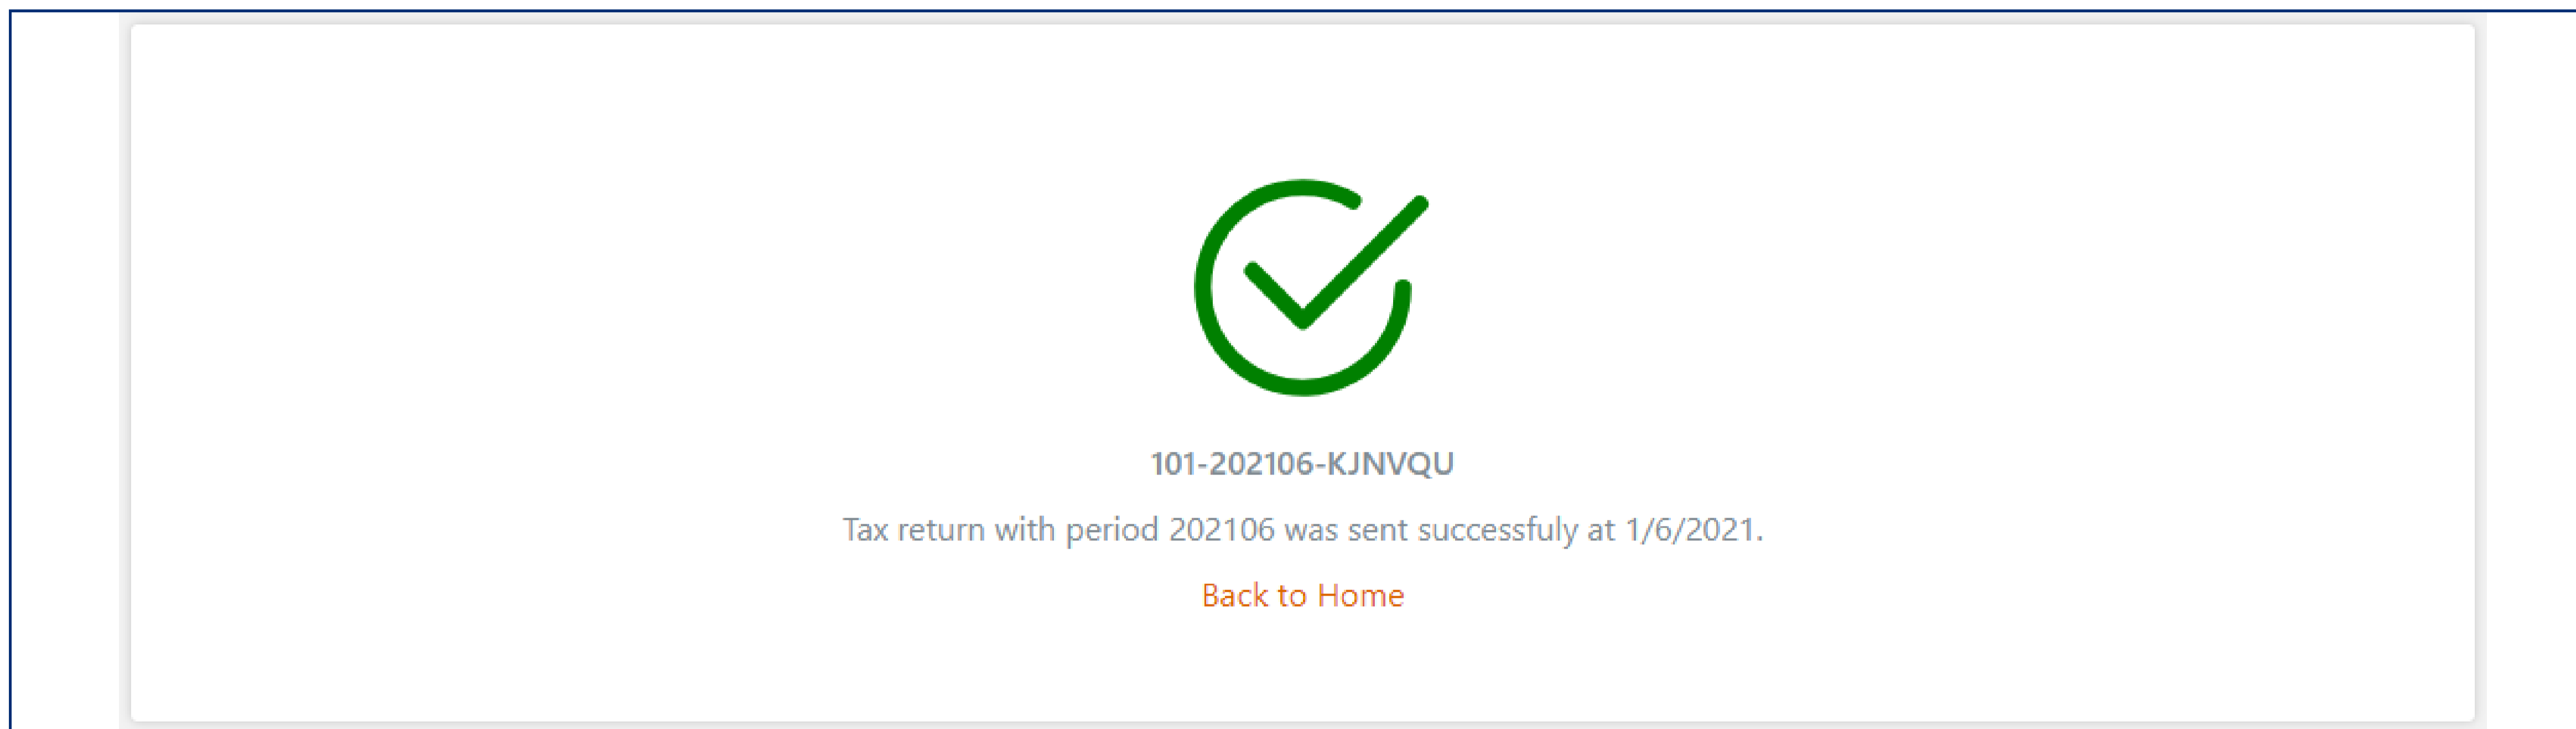 101-202106-KJNVQU
Tax return with period 202106 was sent successfuly at 1/6/2021.
Back to Home